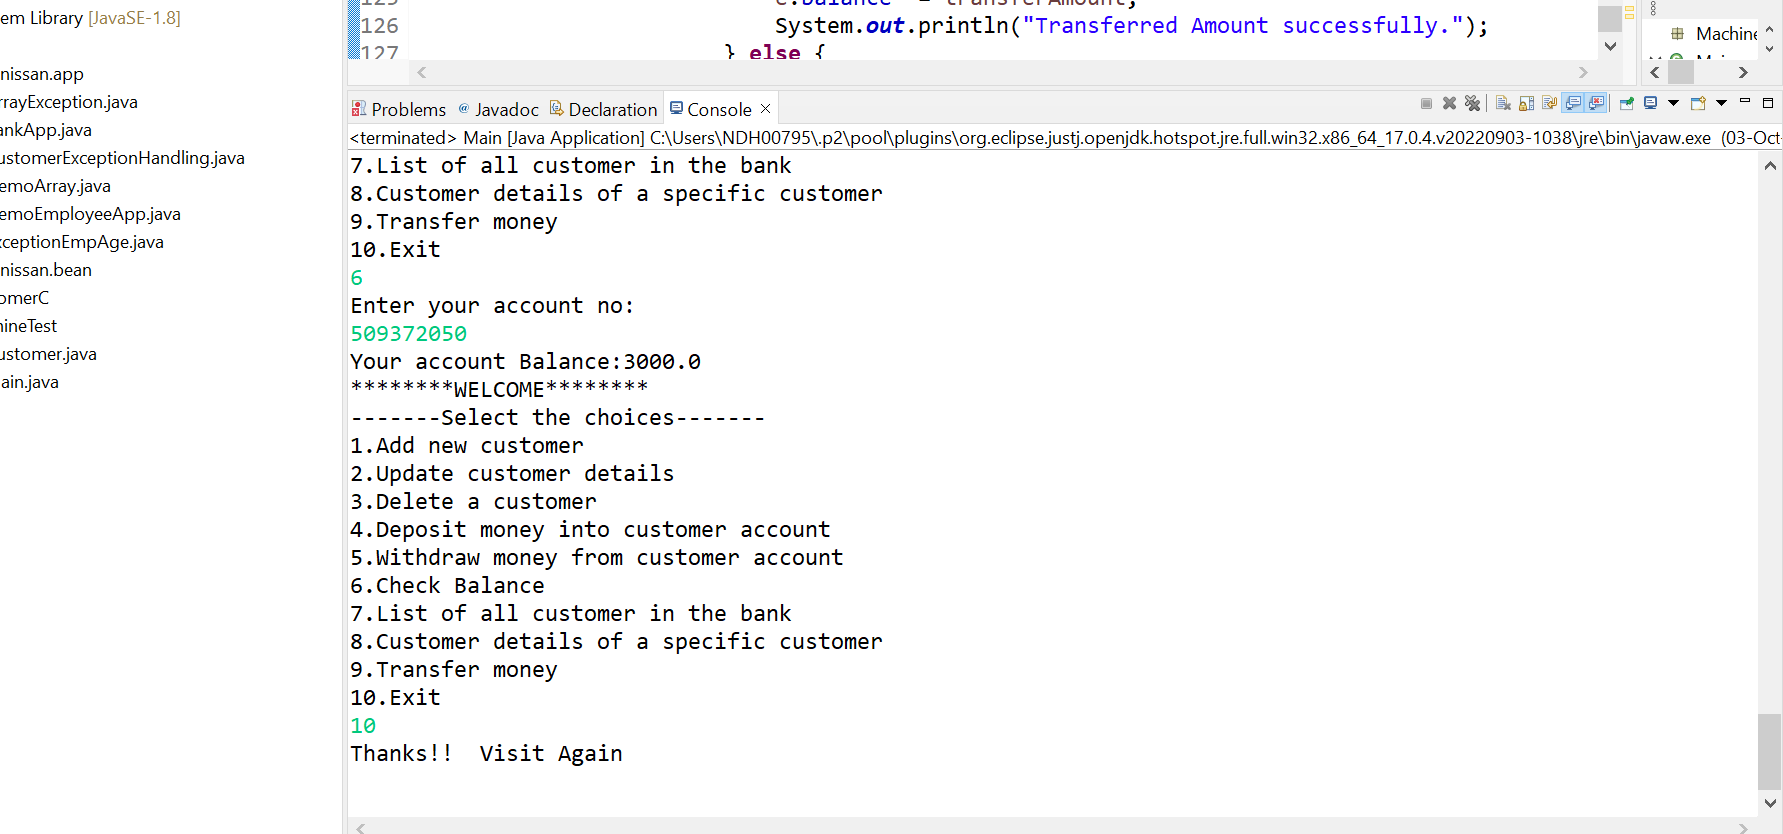 em Library [JavaSE-1.8]
nissan.app
rrayException.java
ankApp.java
ustomerExceptionHandling.java
emoArray.java
emoEmployeeApp.java
xceptionEmpAge.java
nissan.bean
omerC
hineTest
ustomer.java
ain.java
126 System.out.println("Transferred Amount successfully.");
127 } else {
Machine
Problems Javadoc Declaration Console
<terminated> Main [Java Application] C:\Users\NDH00795\.p2\pool\plugins\org.eclipse.justj.openjdk.hotspot.jre.full.win32.x86_64_17.0.4.v20220903-1038\jre\bin\javaw.exe (03-Oct-
7.List of all customer in the bank
8.Customer details of a specific customer
9.Transfer money
10.Exit
6
Enter your account no:
509372050
Your account Balance:3000.0
********WELCOME********
-------Select the choices-------
1.Add new customer
2.Update customer details
3.Delete a customer
4.Deposit money into customer account
5.Withdraw money from customer account
6.Check Balance
7.List of all customer in the bank
8.Customer details of a specific customer
9.Transfer money
10.Exit
10
Thanks!!  Visit Again